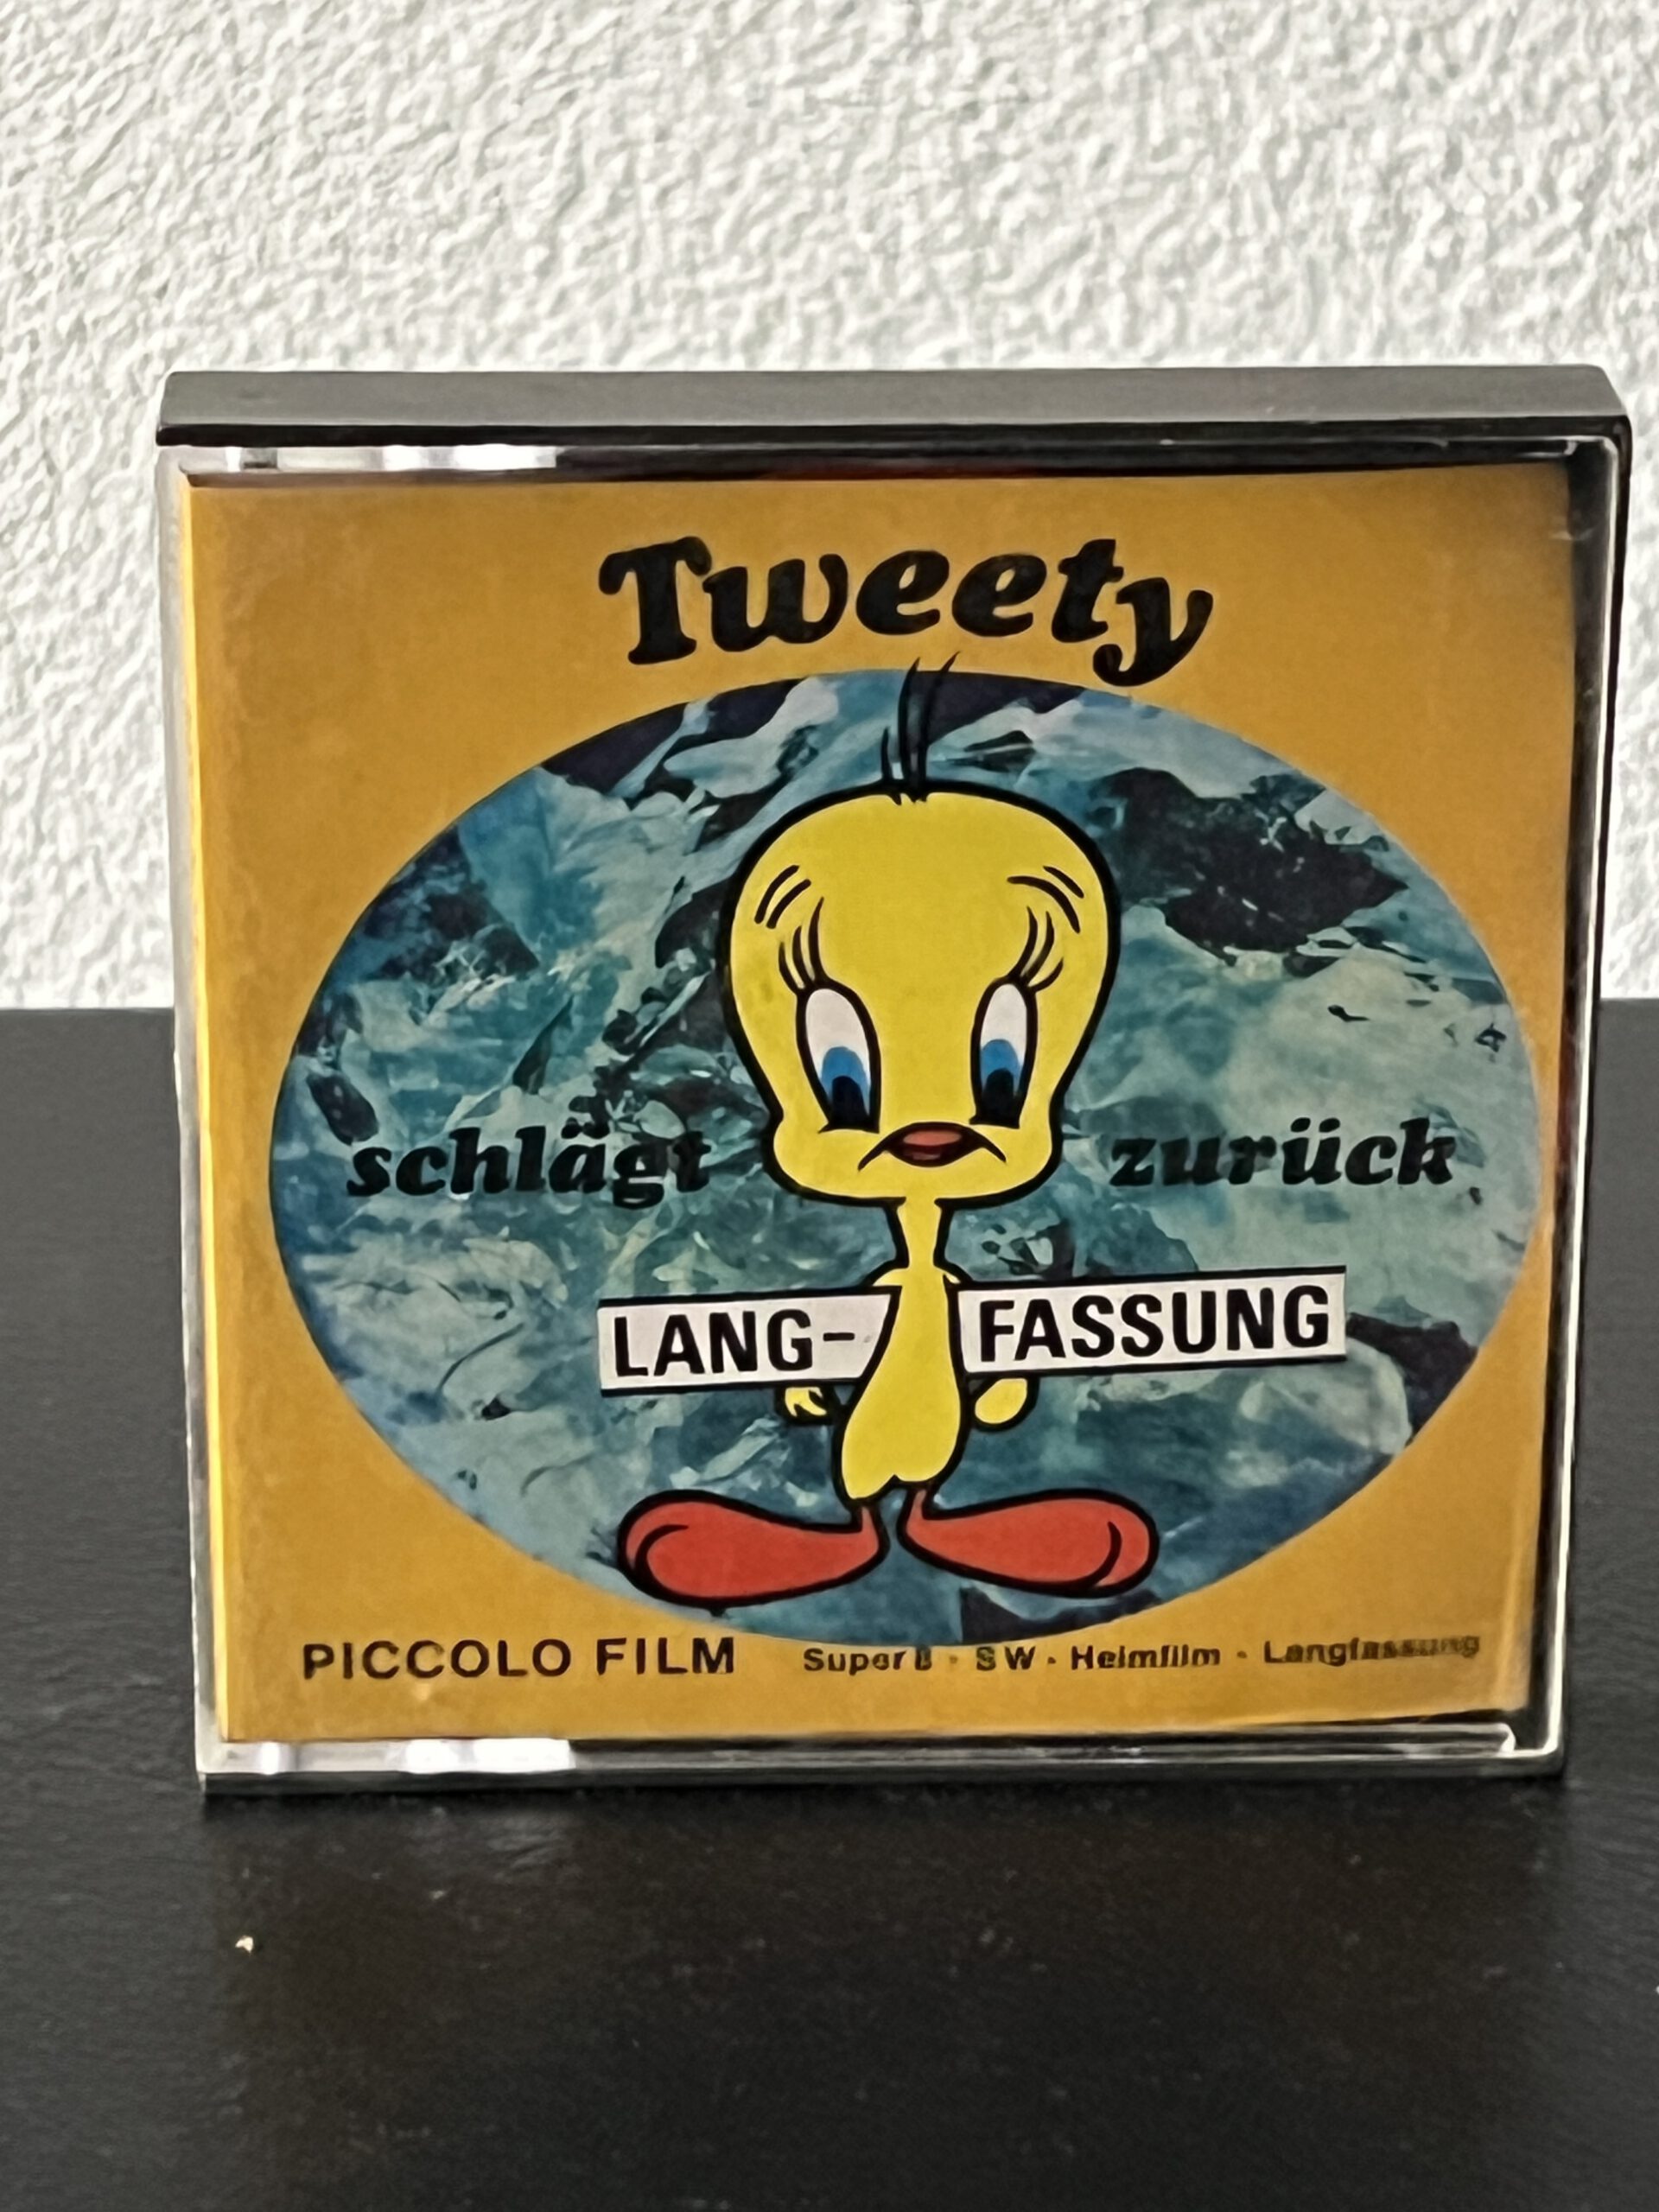 Tweety
schlägt zurück
LANG-FASSUNG
PICCOLO FILM Super 8 · SW · Heimfilm · Langfassung